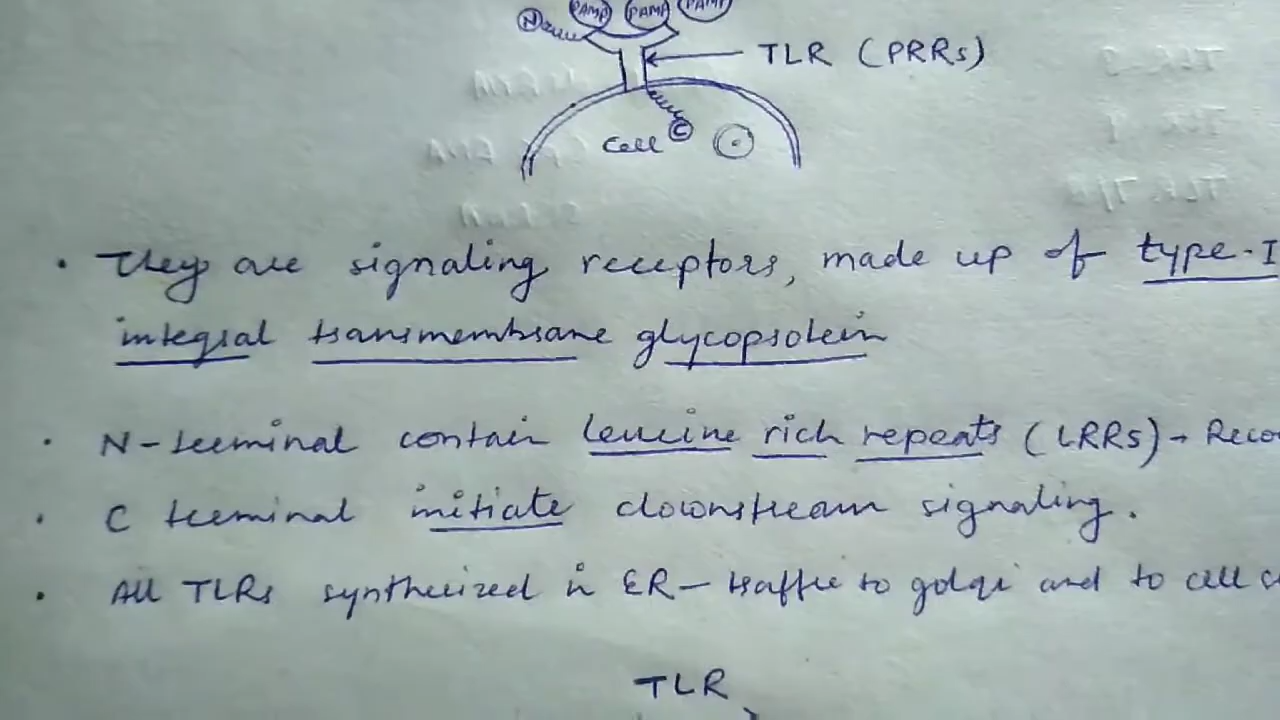 PAMP PAMP PAMP
N
TLR (PRRs)
Cell C
• They are signaling receptors, made up of type-I
integral transmembrane glycoprotein
• N-terminal contain leucine rich repeats (LRRs) → Reco
• C terminal initiate downstream signaling.
• All TLRs synthesized in ER – traffic to golgi and to cell
TLR